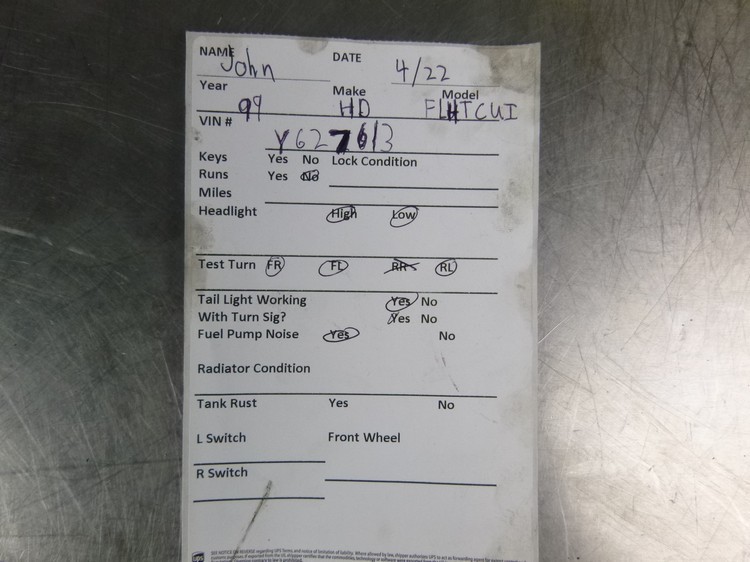 NAME John DATE 4/22
Year 99 Make HD Model FLHTCUI
VIN # Y627613
Keys Yes No Lock Condition
Runs Yes No
Miles
Headlight High Low
Test Turn FR FL RR RL
Tail Light Working Yes No
With Turn Sig? Yes No
Fuel Pump Noise Yes No
Radiator Condition
Tank Rust Yes No
L Switch Front Wheel
R Switch
ups